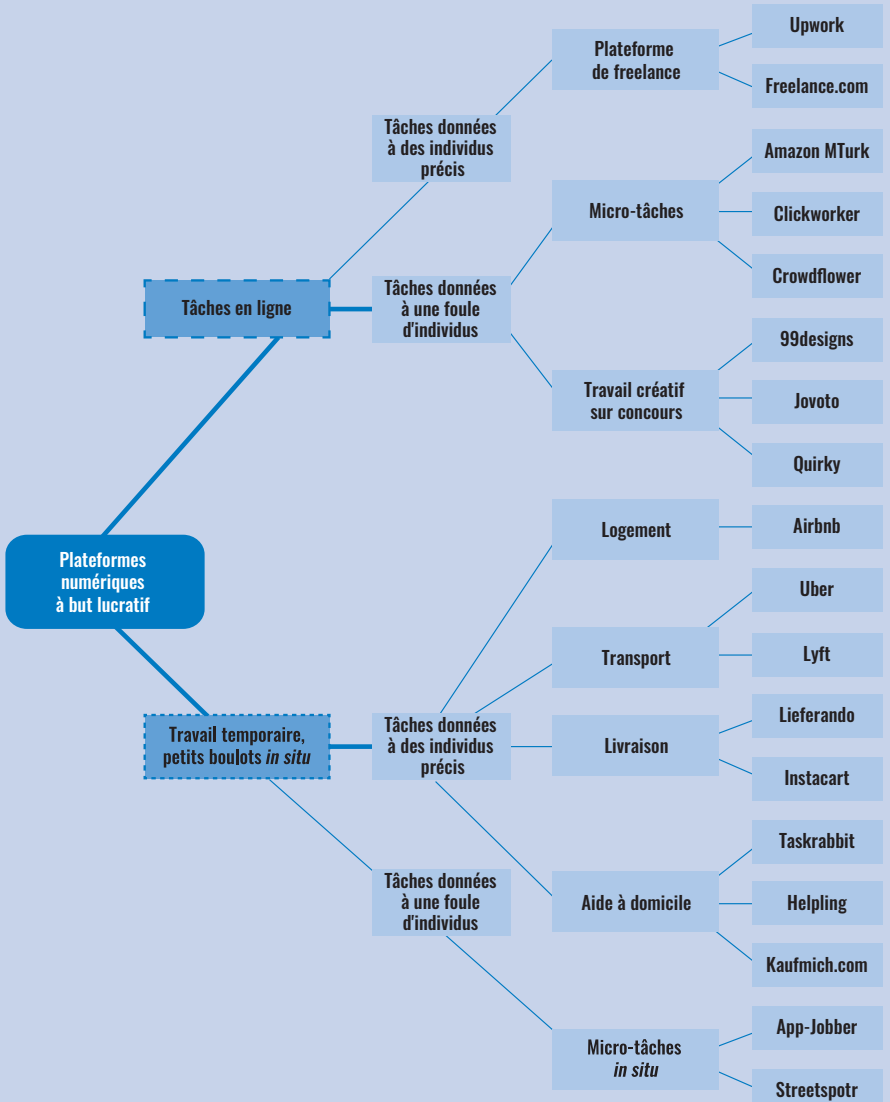 Plateformes
numériques
à but lucratif
Tâches en ligne
Tâches données
à des individus
précis
Plateforme
de freelance
Upwork
Freelance.com
Tâches données
à une foule
d'individus
Micro-tâches
Amazon MTurk
Clickworker
Crowdflower
Travail créatif
sur concours
99designs
Jovoto
Quirky
Travail temporaire,
petits boulots in situ
Tâches données
à des individus
précis
Logement
Airbnb
Transport
Uber
Lyft
Livraison
Lieferando
Instacart
Aide à domicile
Taskrabbit
Helpling
Kaufmich.com
Tâches données
à une foule
d'individus
Micro-tâches
in situ
App-Jobber
Streetspotr